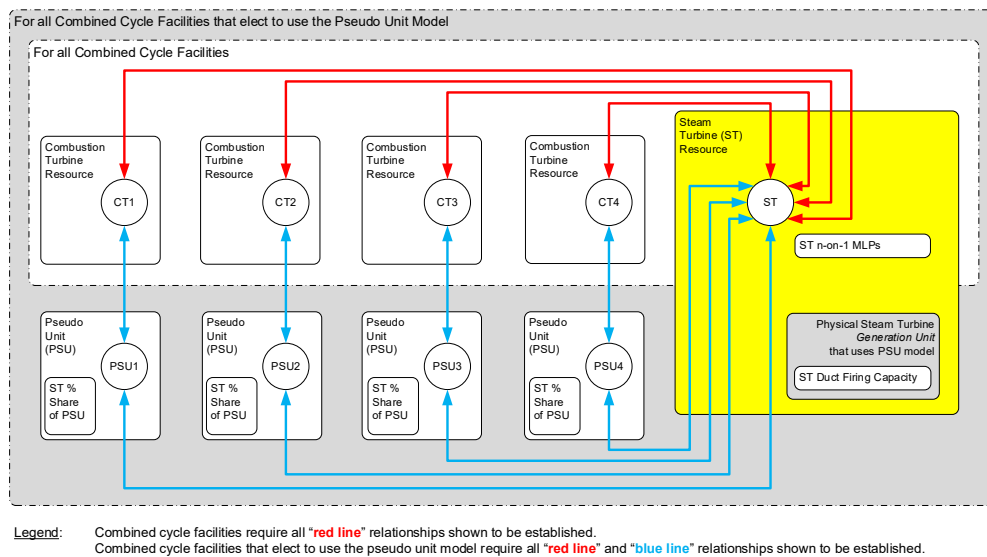 For all Combined Cycle Facilities that elect to use the Pseudo Unit Model
For all Combined Cycle Facilities
Combustion
Turbine
Resource
CT1
Combustion
Turbine
Resource
CT2
Combustion
Turbine
Resource
CT3
Combustion
Turbine
Resource
CT4
Steam
Turbine (ST)
Resource
ST
ST n-on-1 MLPs
Pseudo
Unit
(PSU)
PSU1
ST %
Share
of PSU
Pseudo
Unit
(PSU)
PSU2
ST %
Share
of PSU
Pseudo
Unit
(PSU)
PSU3
ST %
Share
of PSU
Pseudo
Unit
(PSU)
PSU4
ST %
Share
of PSU
Physical Steam Turbine
Generation Unit
that uses PSU model
ST Duct Firing Capacity
Legend: Combined cycle facilities require all “red line” relationships shown to be established.
Combined cycle facilities that elect to use the pseudo unit model require all “red line” and “blue line” relationships shown to be established.